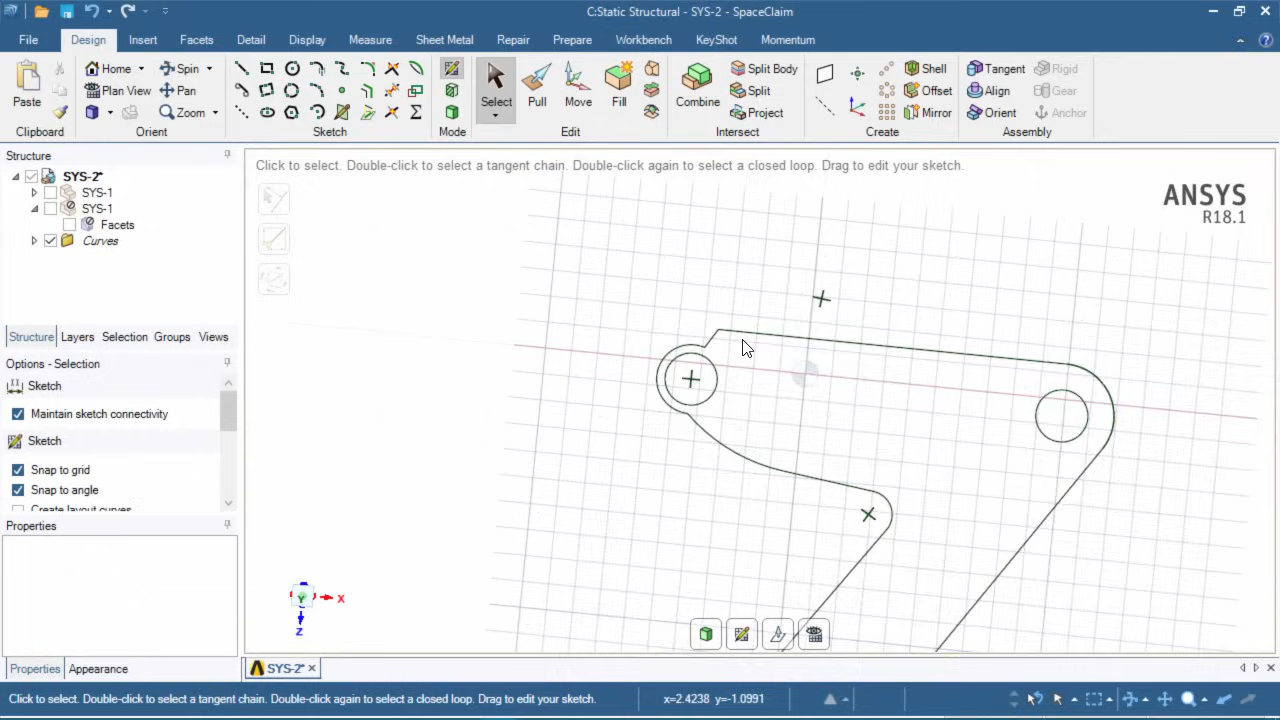 C:Static Structural - SYS-2 - SpaceClaim
File Design Insert Facets Detail Display Measure Sheet Metal Repair Prepare Workbench KeyShot Momentum
Paste
Clipboard
Home Spin
Plan View Pan
Zoom
Orient
Sketch
Mode
Select Pull Move Fill
Edit
Combine Split Body
Split
Project
Intersect
Shell
Offset
Mirror
Create
Tangent Rigid
Align Gear
Orient Anchor
Assembly
Structure
SYS-2*
SYS-1
SYS-1
Facets
Curves
Structure Layers Selection Groups Views
Options - Selection
Sketch
Maintain sketch connectivity
Sketch
Snap to grid
Snap to angle
Create layout curves
Properties
Properties Appearance
Click to select. Double-click to select a tangent chain. Double-click again to select a closed loop. Drag to edit your sketch.
ANSYS
R18.1
Y X
Z
SYS-2*
Click to select. Double-click to select a tangent chain. Double-click again to select a closed loop. Drag to edit your sketch. x=2.4238 y=-1.0991